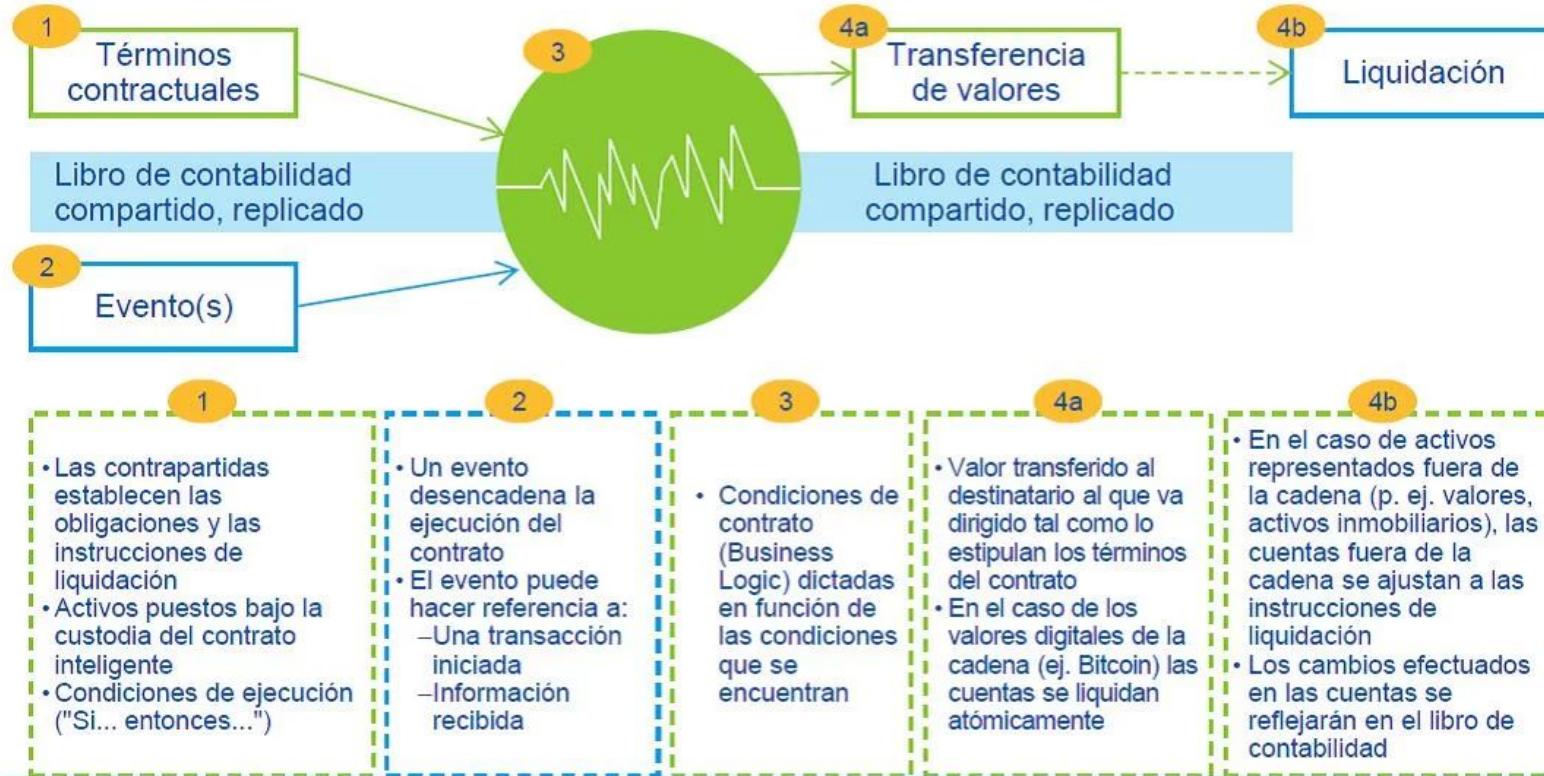 1
Términos
contractuales
3
4a
Transferencia
de valores
4b
Liquidación
Libro de contabilidad
compartido, replicado
Libro de contabilidad
compartido, replicado
2
Evento(s)
1
• Las contrapartidas
establecen las
obligaciones y las
instrucciones de
liquidación
• Activos puestos bajo la
custodia del contrato
inteligente
• Condiciones de ejecución
("Si... entonces...")
2
• Un evento
desencadena la
ejecución del
contrato
• El evento puede
hacer referencia a:
–Una transacción
iniciada
–Información
recibida
3
• Condiciones de
contrato
(Business
Logic) dictadas
en función de
las condiciones
que se
encuentran
4a
• Valor transferido al
destinatario al que va
dirigido tal como lo
estipulan los términos
del contrato
• En el caso de los
valores digitales de la
cadena (ej. Bitcoin) las
cuentas se liquidan
atómicamente
4b
• En el caso de activos
representados fuera de
la cadena (p. ej. valores,
activos inmobiliarios), las
cuentas fuera de la
cadena se ajustan a las
instrucciones de
liquidación
• Los cambios efectuados
en las cuentas se
reflejarán en el libro de
contabilidad